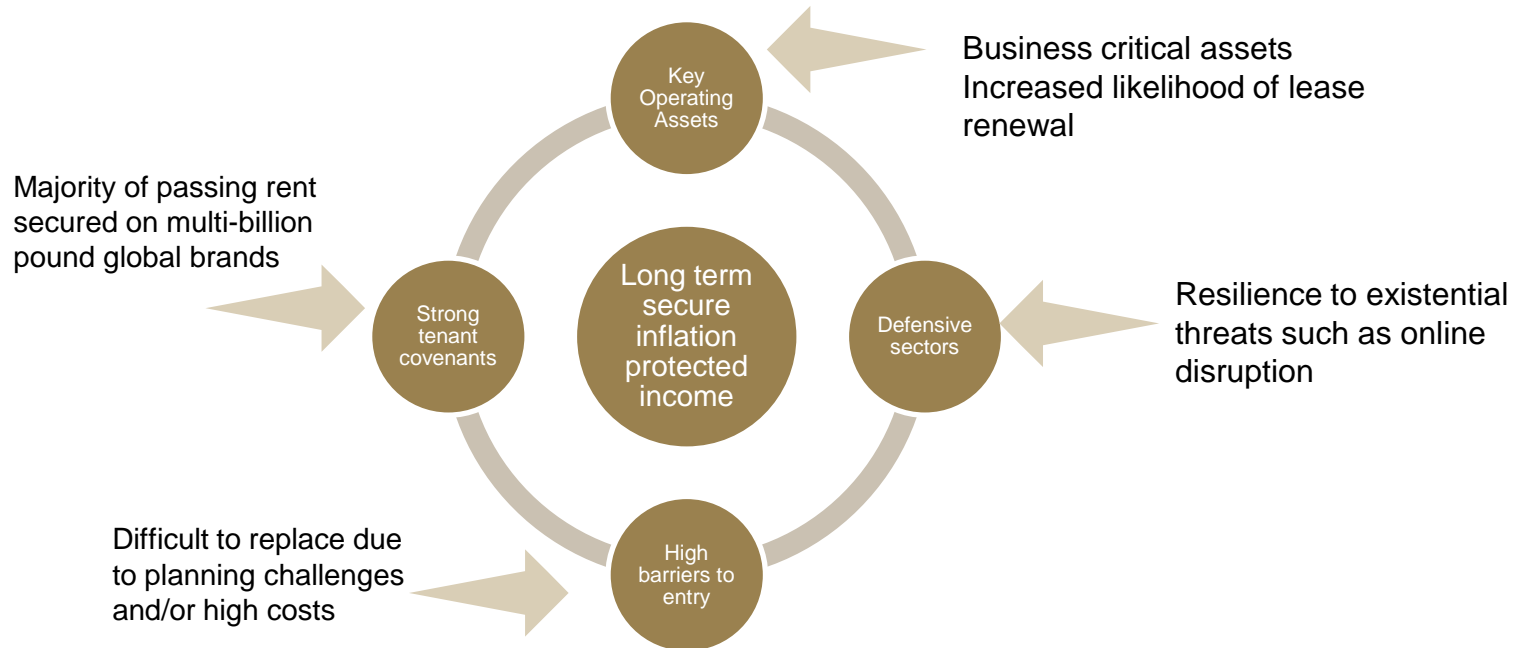 Key
Operating
Assets
Business critical assets
Increased likelihood of lease
renewal
Majority of passing rent
secured on multi-billion
pound global brands
Strong
tenant
covenants
Long term
secure
inflation
protected
income
Defensive
sectors
Resilience to existential
threats such as online
disruption
Difficult to replace due
to planning challenges
and/or high costs
High
barriers to
entry